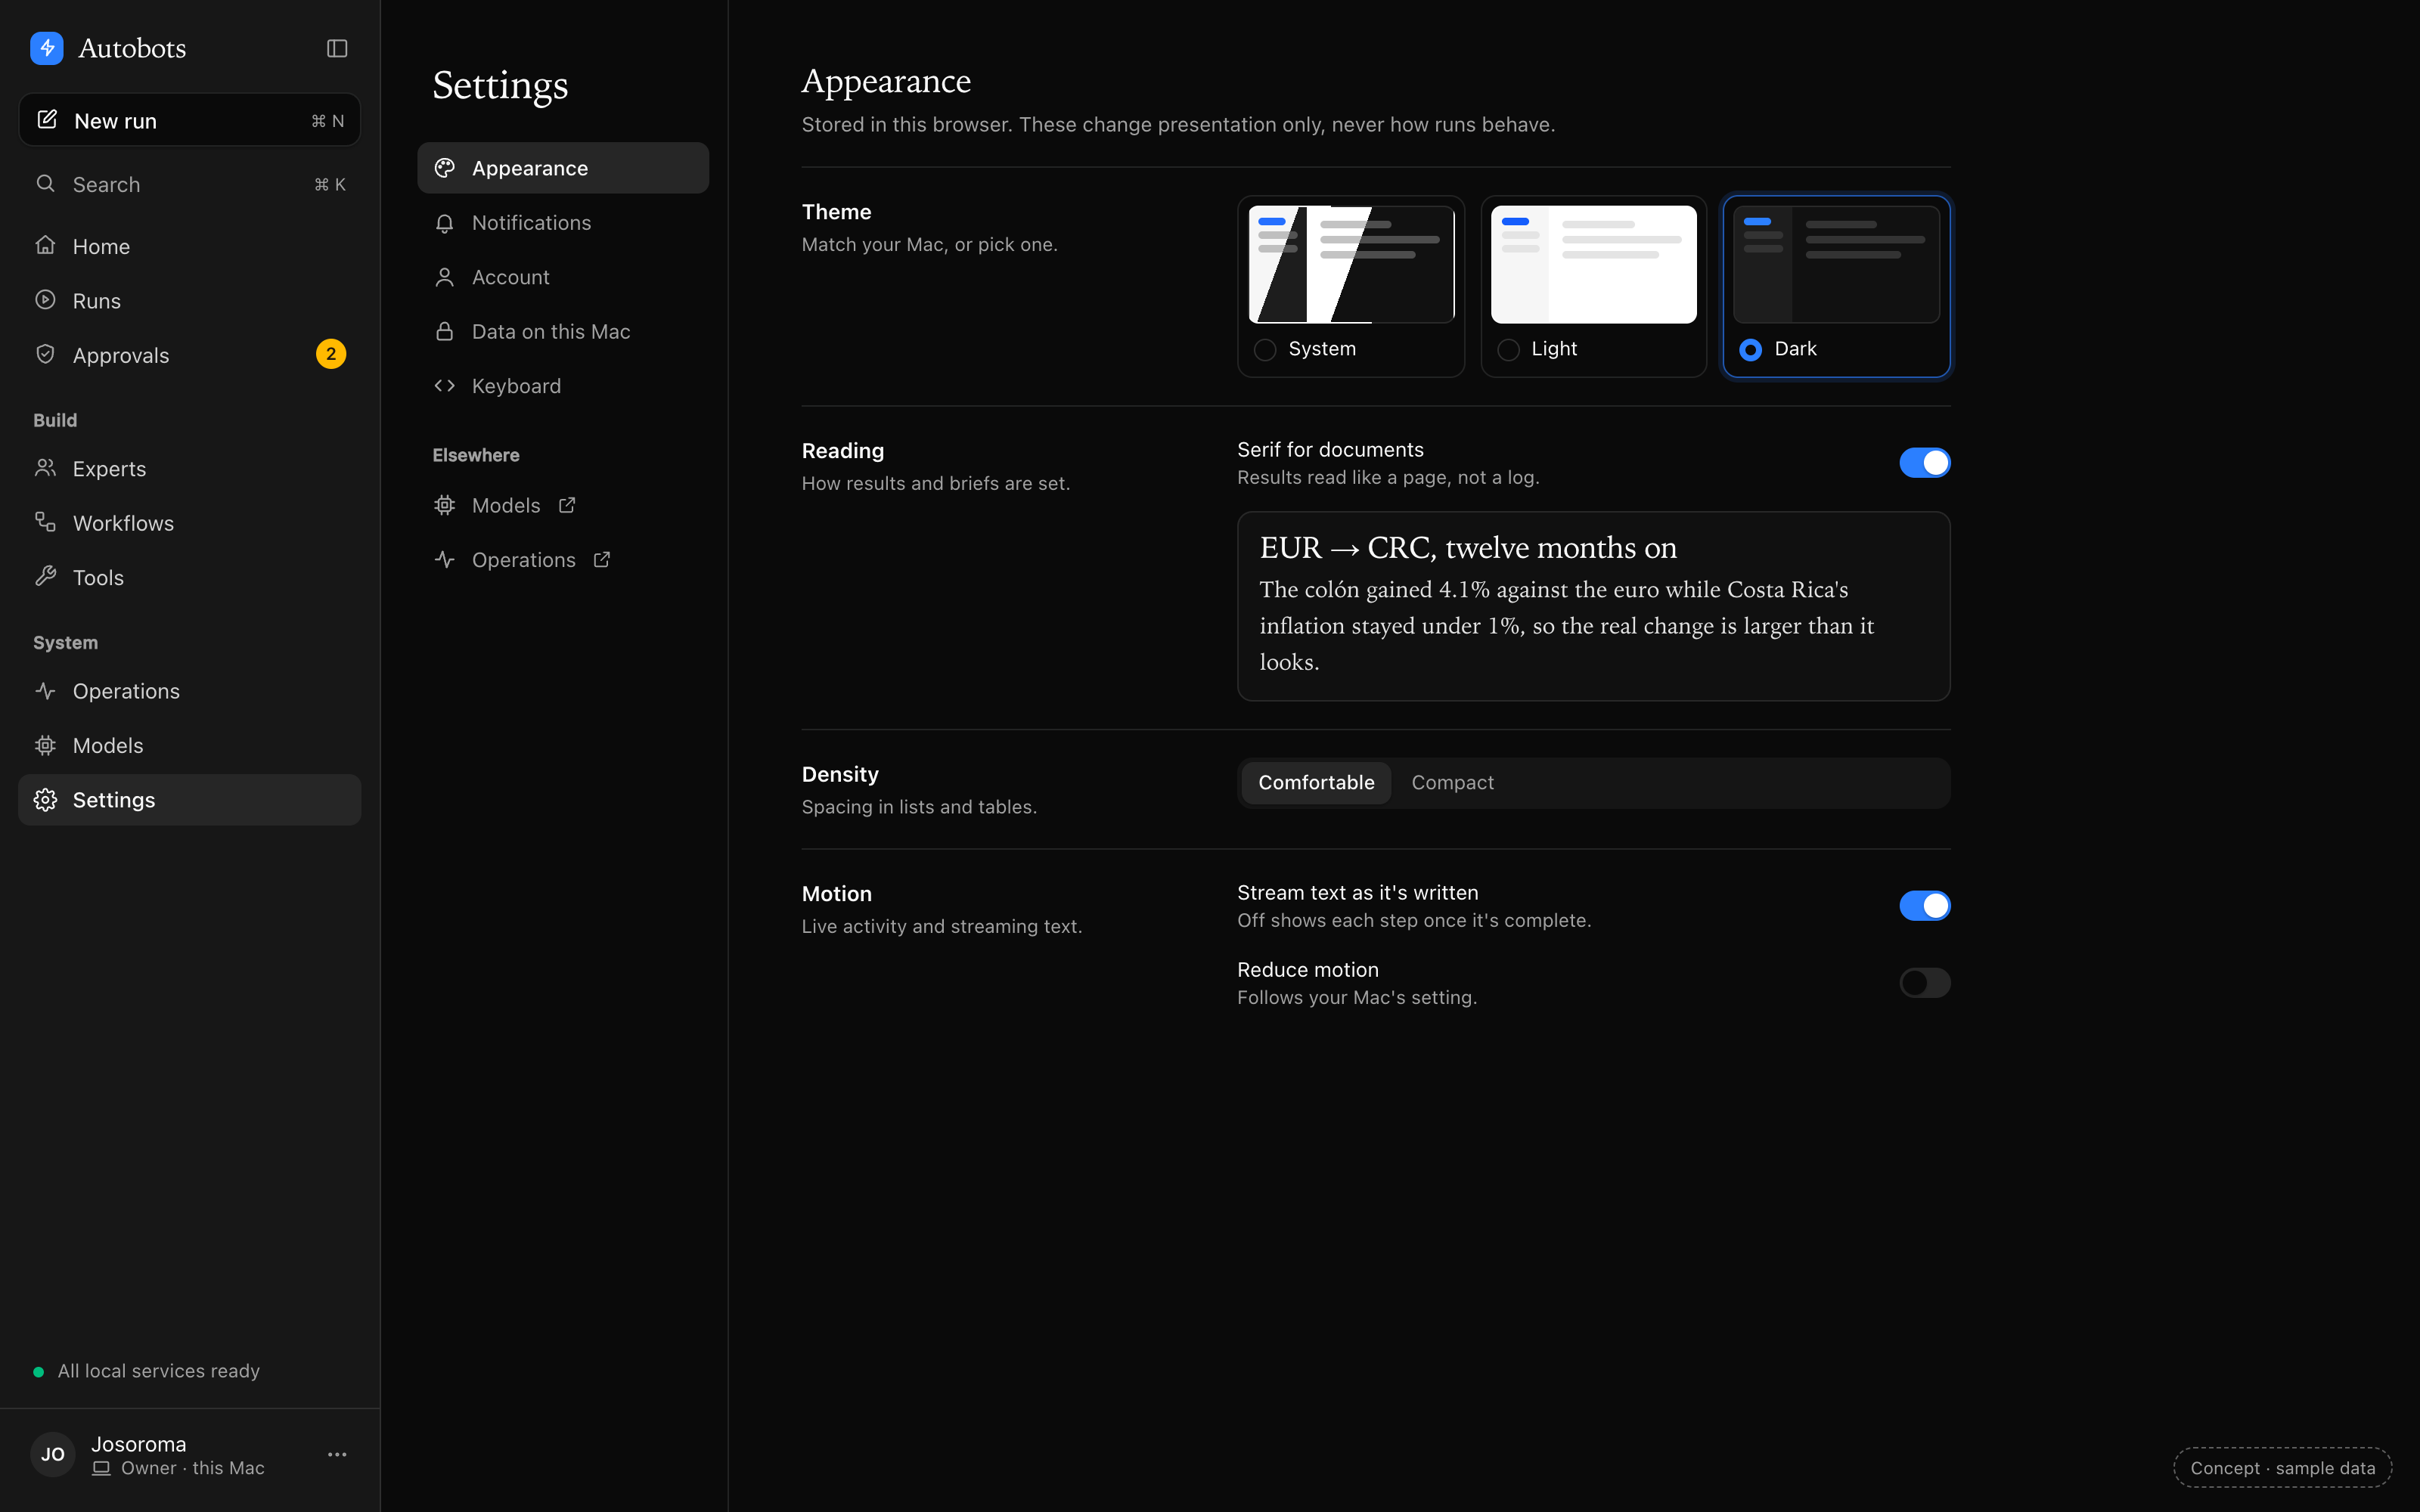 Autobots
New run ⌘ N
Search ⌘ K
Home
Runs
Approvals 2
Build
Experts
Workflows
Tools
System
Operations
Models
Settings
All local services ready
JO
Josoroma
Owner · this Mac
Settings
Appearance
Notifications
Account
Data on this Mac
Keyboard
Elsewhere
Models
Operations
Appearance
Stored in this browser. These change presentation only, never how runs behave.
Theme
Match your Mac, or pick one.
System
Light
Dark
Reading
How results and briefs are set.
Serif for documents
Results read like a page, not a log.
EUR → CRC, twelve months on
The colón gained 4.1% against the euro while Costa Rica's
inflation stayed under 1%, so the real change is larger than it
looks.
Density
Spacing in lists and tables.
Comfortable
Compact
Motion
Live activity and streaming text.
Stream text as it's written
Off shows each step once it's complete.
Reduce motion
Follows your Mac's setting.
Concept · sample data